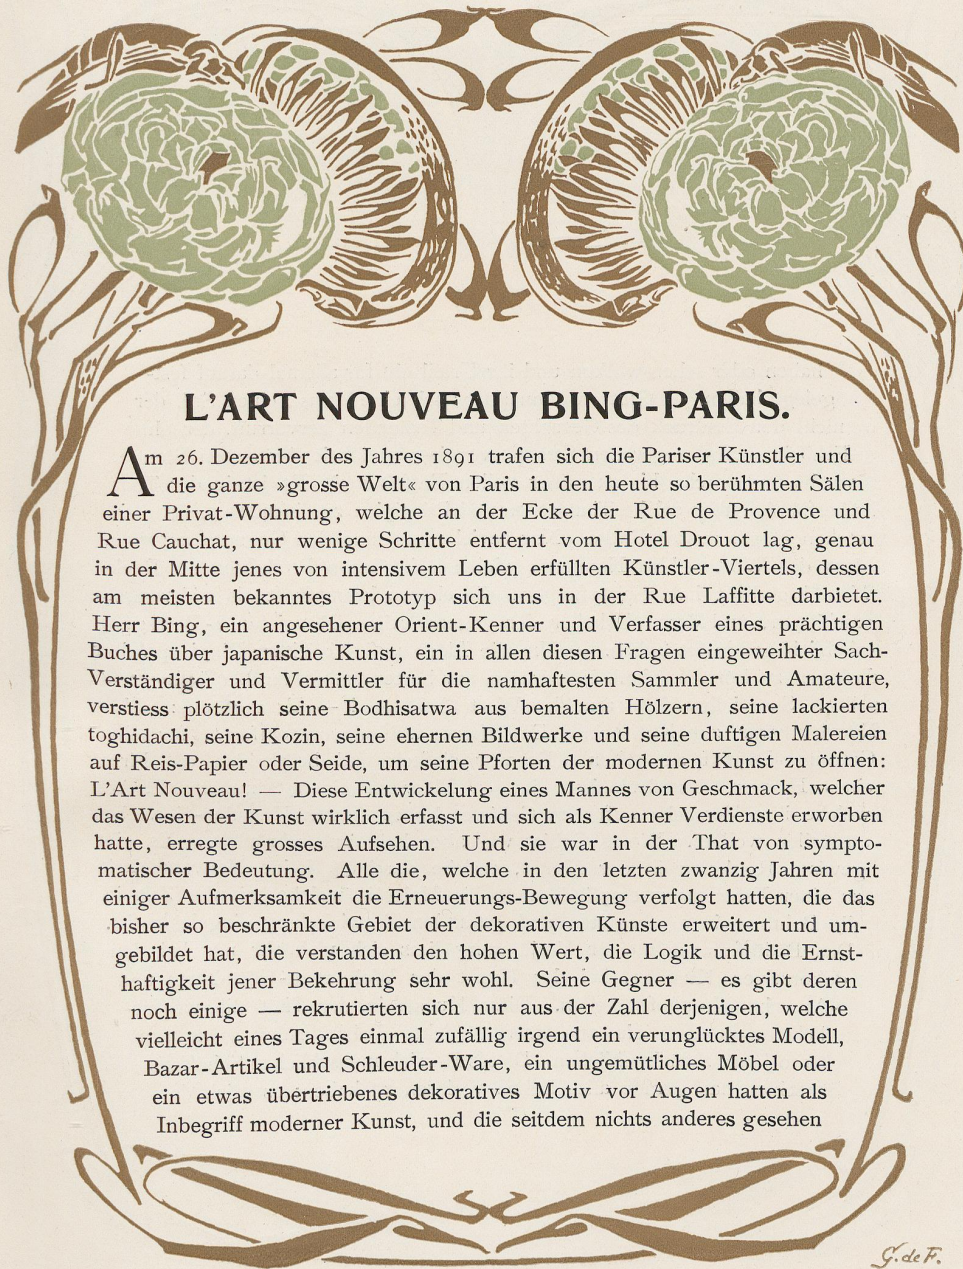 L'ART NOUVEAU BING-PARIS.
Am 26. Dezember des Jahres 1891 trafen sich die Pariser Künstler und
die ganze »grosse Welt« von Paris in den heute so berühmten Sälen
einer Privat-Wohnung, welche an der Ecke der Rue de Provence und
Rue Cauchat, nur wenige Schritte entfernt vom Hotel Drouot lag, genau
in der Mitte jenes von intensivem Leben erfüllten Künstler-Viertels, dessen
am meisten bekanntes Prototyp sich uns in der Rue Laffitte darbietet.
Herr Bing, ein angesehener Orient-Kenner und Verfasser eines prächtigen
Buches über japanische Kunst, ein in allen diesen Fragen eingeweihter Sach-
Verständiger und Vermittler für die namhaftesten Sammler und Amateure,
verstiess plötzlich seine Bodhisatwa aus bemalten Hölzern, seine lackierten
toghidachi, seine Kozin, seine ehernen Bildwerke und seine duftigen Malereien
auf Reis-Papier oder Seide, um seine Pforten der modernen Kunst zu öffnen:
L'Art Nouveau! — Diese Entwickelung eines Mannes von Geschmack, welcher
das Wesen der Kunst wirklich erfasst und sich als Kenner Verdienste erworben
hatte, erregte grosses Aufsehen. Und sie war in der That von sympto-
matischer Bedeutung. Alle die, welche in den letzten zwanzig Jahren mit
einiger Aufmerksamkeit die Erneuerungs-Bewegung verfolgt hatten, die das
bisher so beschränkte Gebiet der dekorativen Künste erweitert und um-
gebildet hat, die verstanden den hohen Wert, die Logik und die Ernst-
haftigkeit jener Bekehrung sehr wohl. Seine Gegner — es gibt deren
noch einige — rekrutierten sich nur aus der Zahl derjenigen, welche
vielleicht eines Tages einmal zufällig irgend ein verunglücktes Modell,
Bazar-Artikel und Schleuder-Ware, ein ungemütliches Möbel oder
ein etwas übertriebenes dekoratives Motiv vor Augen hatten als
Inbegriff moderner Kunst, und die seitdem nichts anderes gesehen
G. de F.